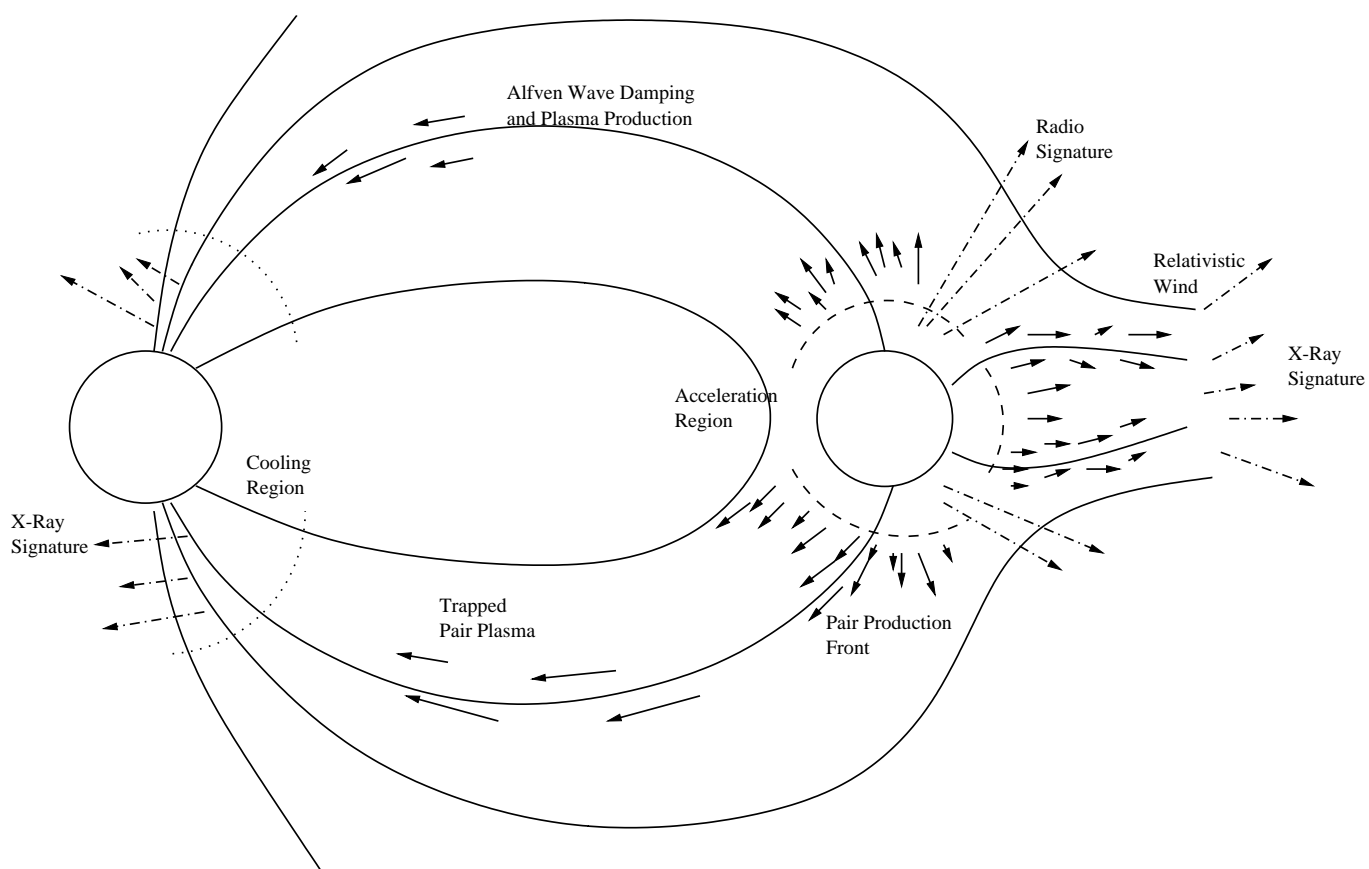 Alfven Wave Damping
and Plasma Production
Radio
Signature
Relativistic
Wind
X-Ray
Signature
Acceleration
Region
Cooling
Region
X-Ray
Signature
Trapped
Pair Plasma
Pair Production
Front